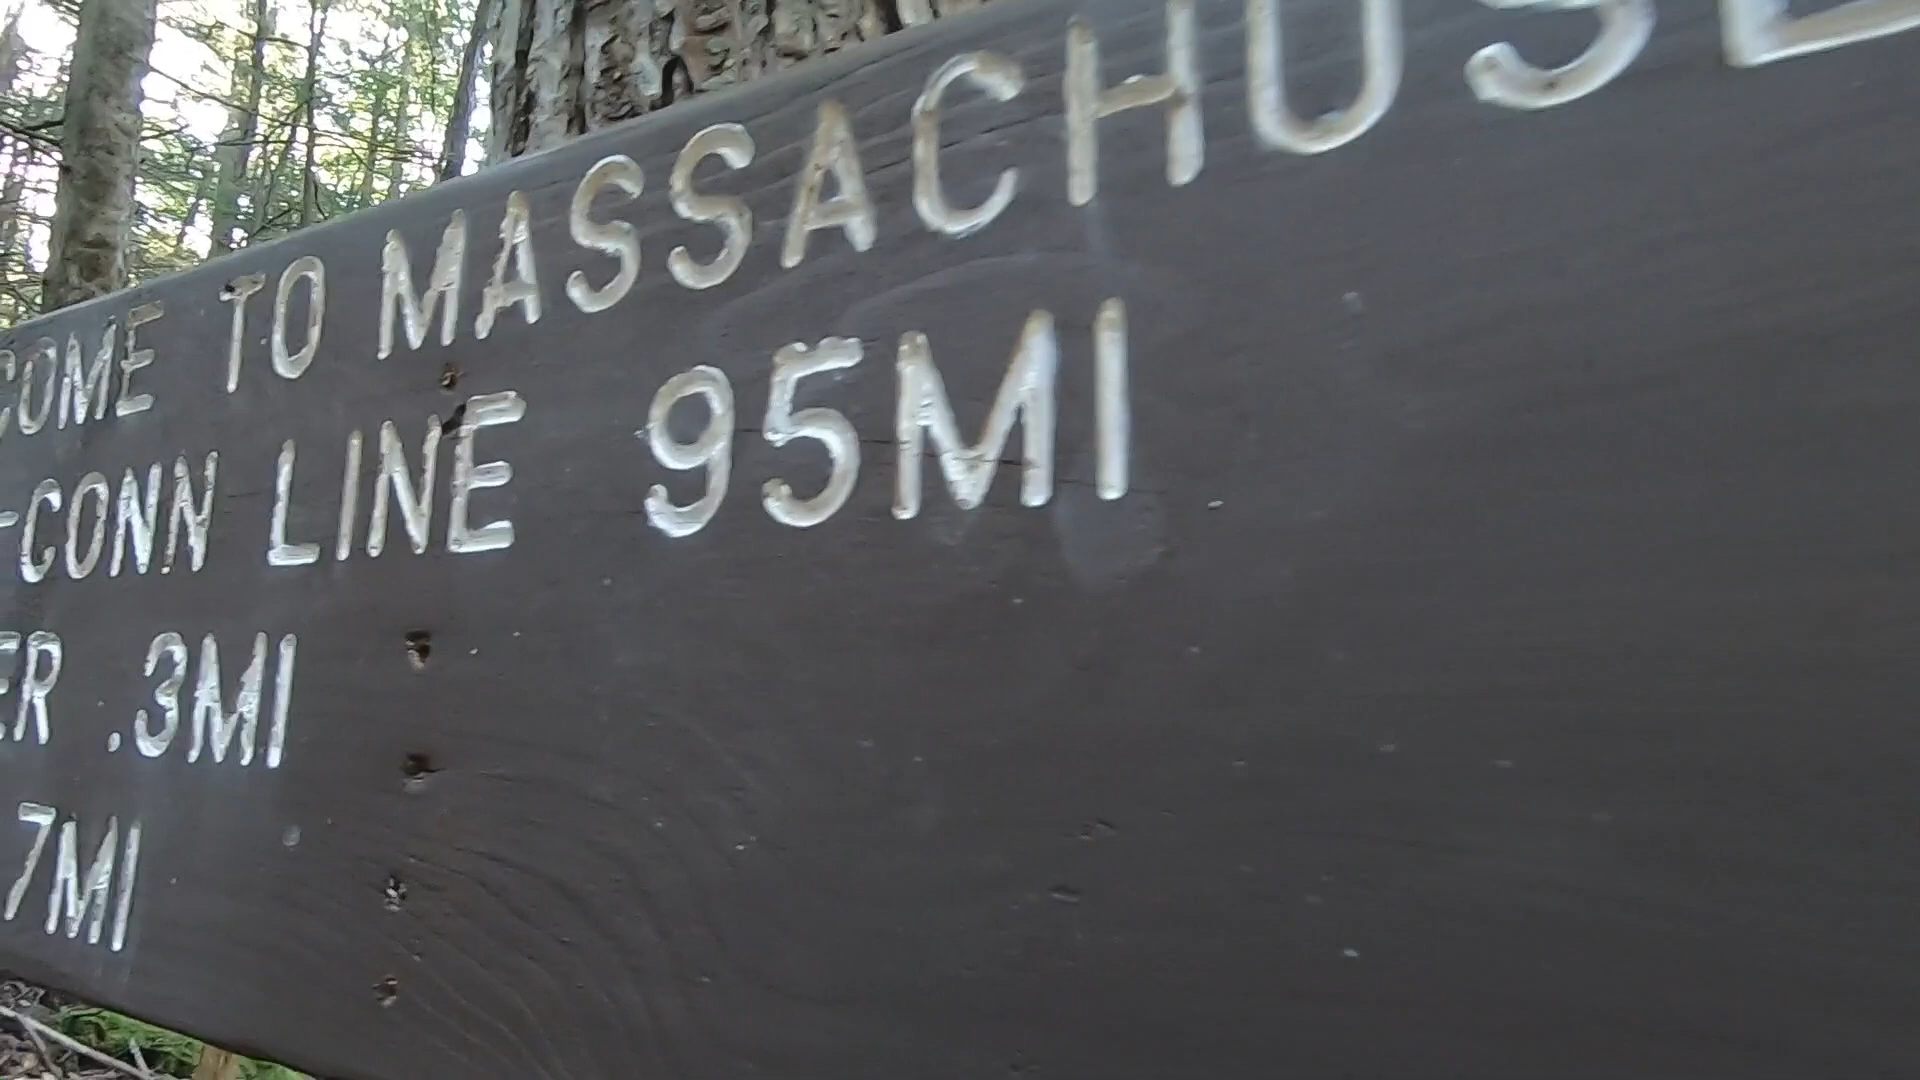 COME TO MASSACHUSE
-CONN LINE 95MI
ER .3MI
7MI